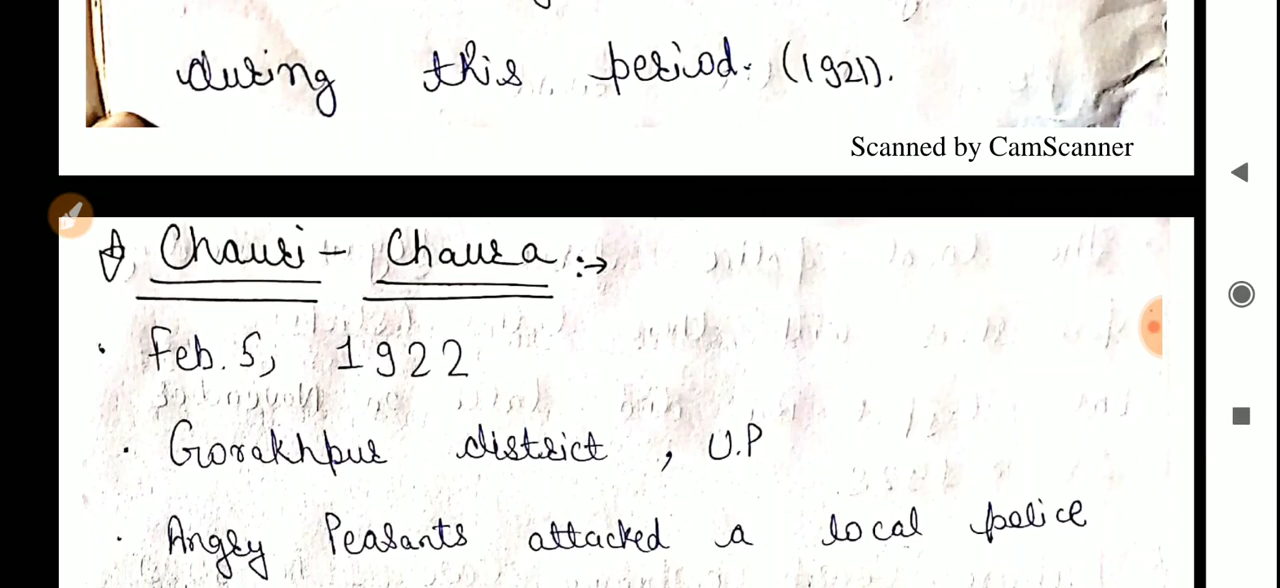 during this period. (1921).
Scanned by CamScanner
Chauri - Chaura :→
• Feb. 5, 1922
• Gorakhpur district, U.P
• Angry Peasants attacked a local police